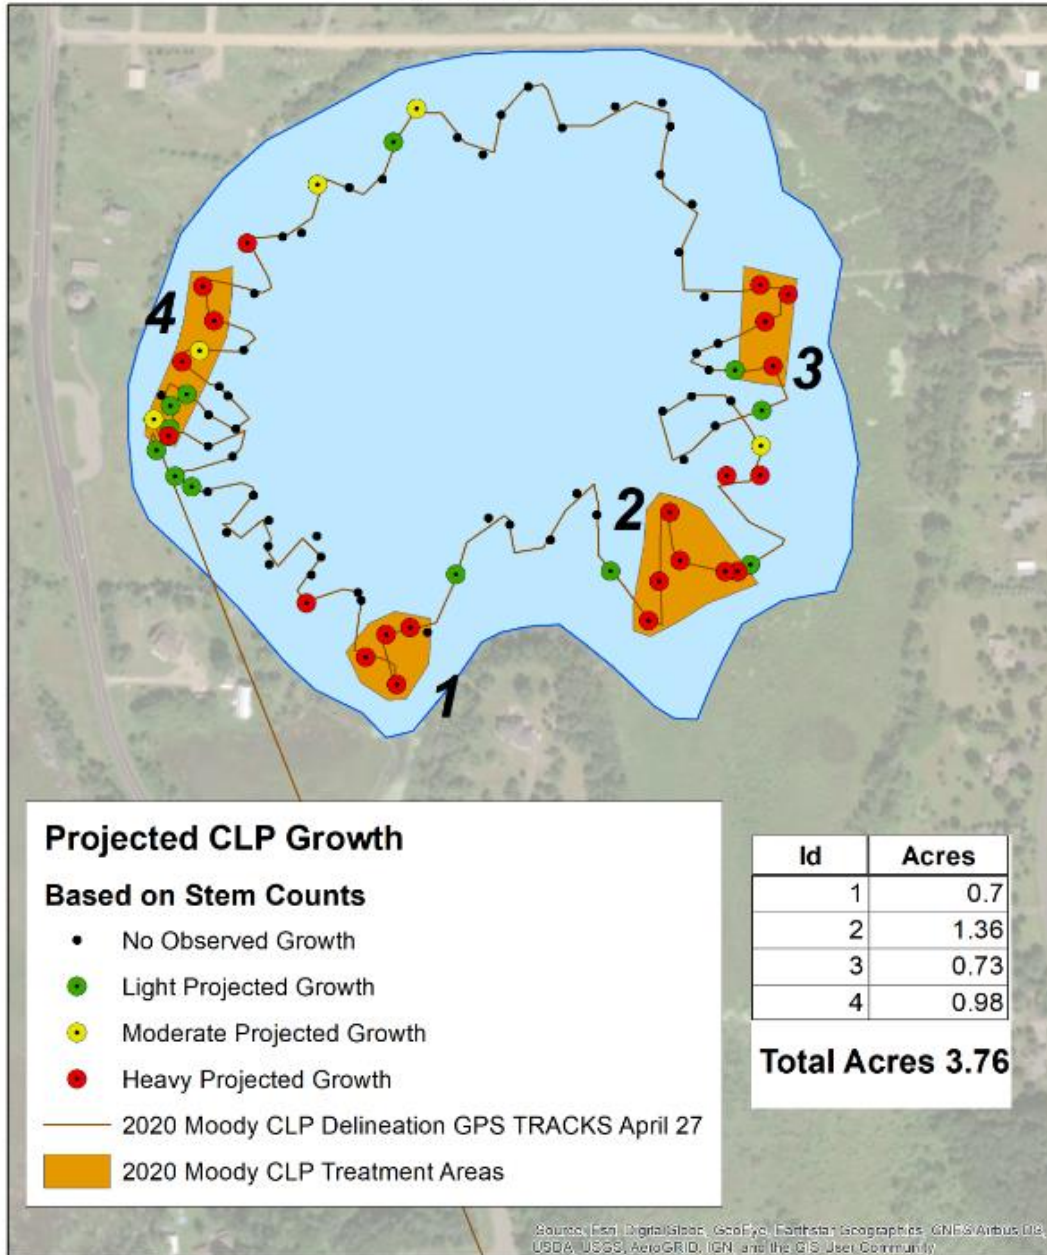 4
3
2
1
Projected CLP Growth
Based on Stem Counts
No Observed Growth
Light Projected Growth
Moderate Projected Growth
Heavy Projected Growth
2020 Moody CLP Delineation GPS TRACKS April 27
2020 Moody CLP Treatment Areas
Id Acres
1 0.7
2 1.36
3 0.73
4 0.98
Total Acres 3.76
Source: Esri, DigitalGlobe, GeoEye, Earthstar Geographics, CNES/Airbus DS,
USDA, USGS, AeroGRID, IGN, and the GIS User Community